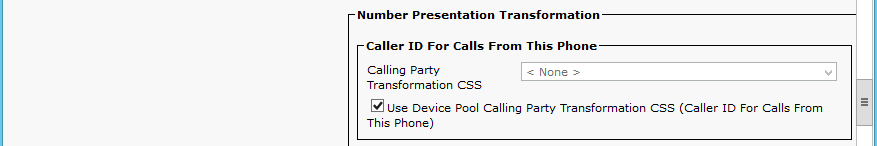 Number Presentation Transformation
Caller ID For Calls From This Phone
Calling Party
Transformation CSS
< None >
Use Device Pool Calling Party Transformation CSS (Caller ID For Calls From
This Phone)